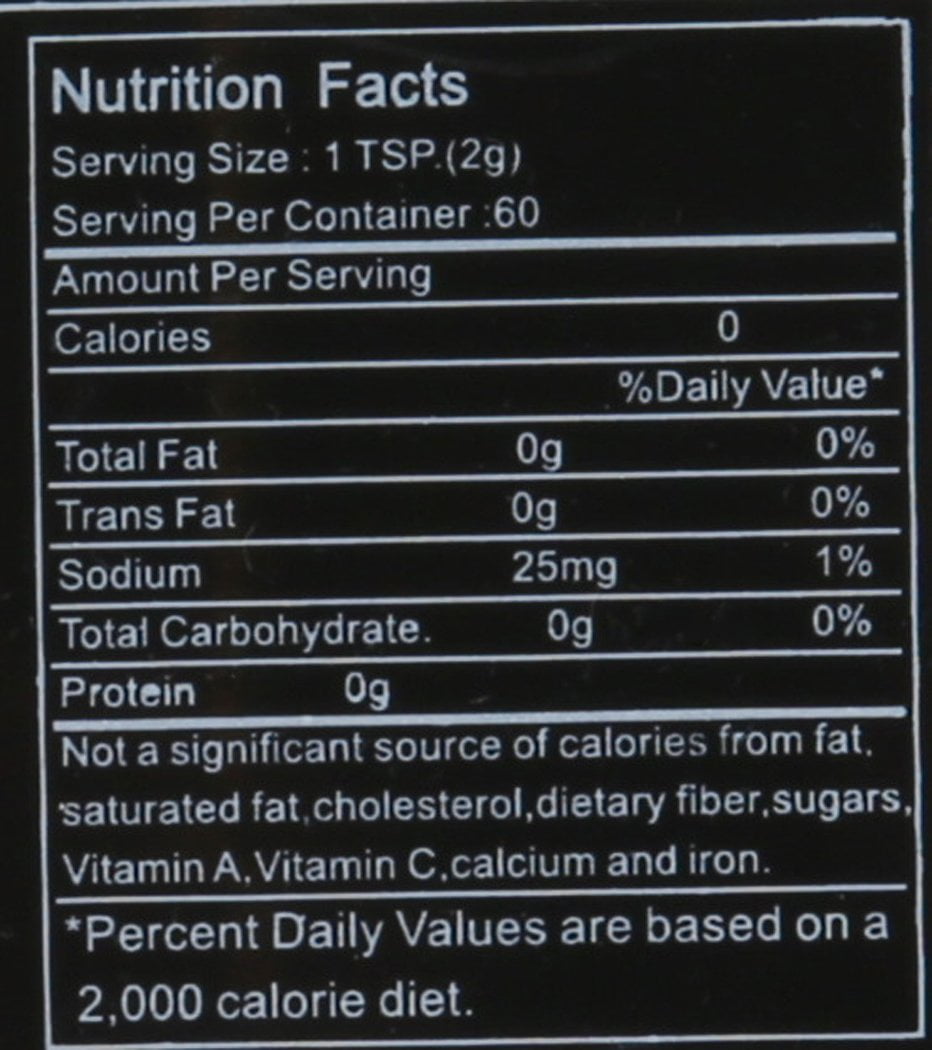 Nutrition Facts
Serving Size : 1 TSP.(2g)
Serving Per Container :60
Amount Per Serving
Calories 0
%Daily Value*
Total Fat 0g 0%
Trans Fat 0g 0%
Sodium 25mg 1%
Total Carbohydrate. 0g 0%
Protein 0g
Not a significant source of calories from fat,
saturated fat,cholesterol,dietary fiber,sugars,
Vitamin A,Vitamin C,calcium and iron.
*Percent Daily Values are based on a
2,000 calorie diet.